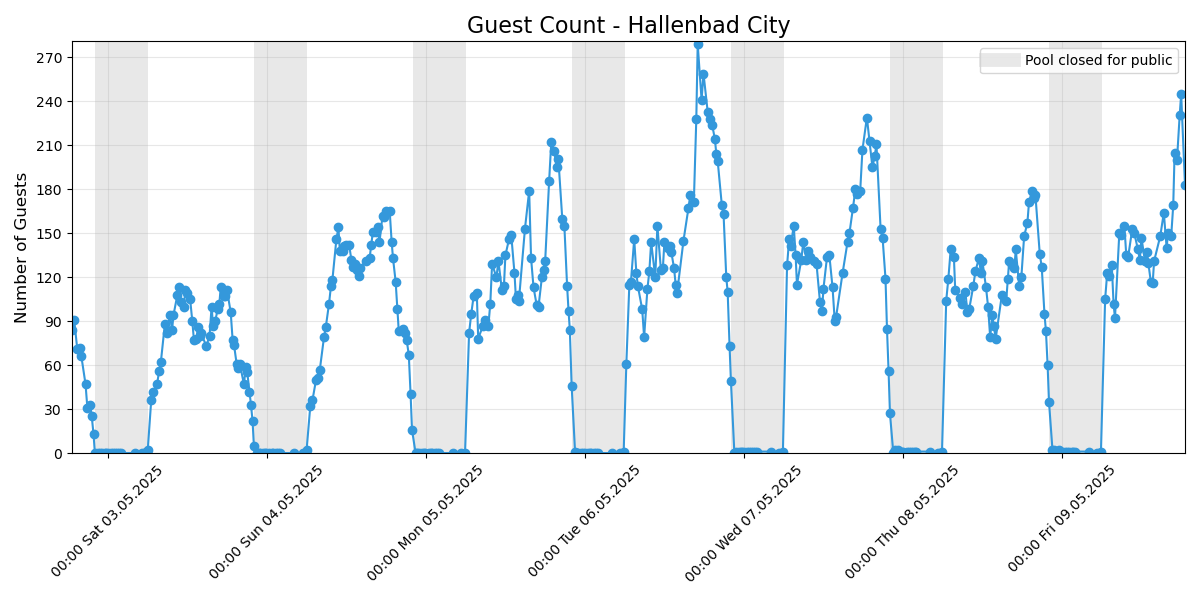 Guest Count - Hallenbad City
Pool closed for public
Number of Guests
270
240
210
180
150
120
90
60
30
0
00:00 Sat 03.05.2025
00:00 Sun 04.05.2025
00:00 Mon 05.05.2025
00:00 Tue 06.05.2025
00:00 Wed 07.05.2025
00:00 Thu 08.05.2025
00:00 Fri 09.05.2025